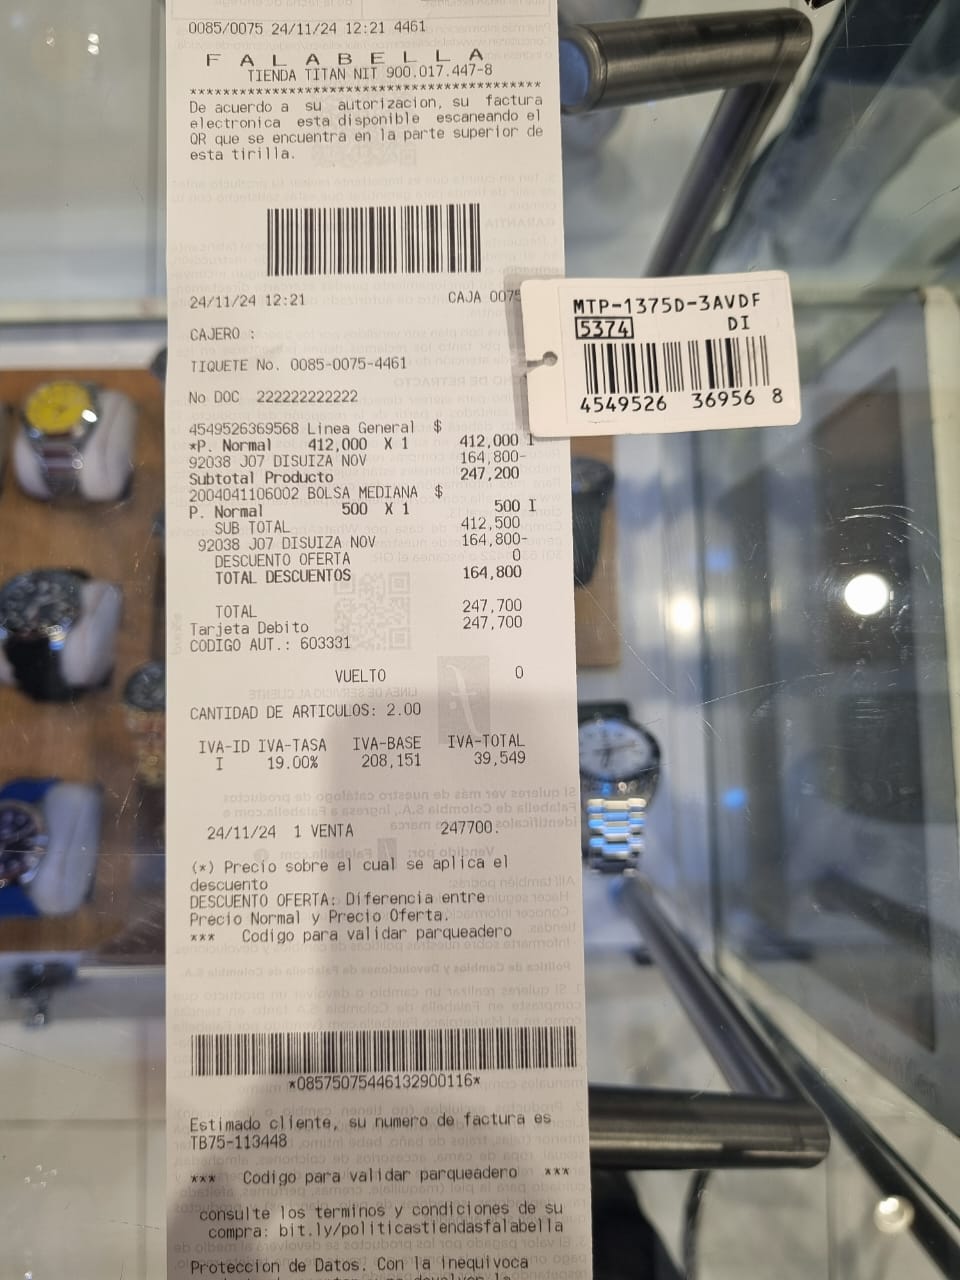 0085/0075 24/11/24 12:21 4461
F A L A B E L L A
TIENDA TITAN NIT 900.017.447-8
******************************************
De acuerdo a su autorizacion, su factura
electronica esta disponible escaneando el
QR que se encuentra en la parte superior de
esta tirilla.
24/11/24 12:21 CAJA 0075
CAJERO :
TIQUETE No. 0085-0075-4461
No DOC 222222222222
4549526369568 Linea General $
*P. Normal 412,000 X 1 412,000 I
92038 J07 DISUIZA NOV 164,800-
Subtotal Producto 247,200
2004041106002 BOLSA MEDIANA $
P. Normal 500 X 1 500 I
SUB TOTAL 412,500
92038 J07 DISUIZA NOV 164,800-
DESCUENTO OFERTA 0
TOTAL DESCUENTOS 164,800
TOTAL 247,700
Tarjeta Debito 247,700
CODIGO AUT.: 603331
VUELTO 0
CANTIDAD DE ARTICULOS: 2.00
IVA-ID IVA-TASA IVA-BASE IVA-TOTAL
I 19.00% 208,151 39,549
24/11/24 1 VENTA 247700.
(*) Precio sobre el cual se aplica el
descuento
DESCUENTO OFERTA: Diferencia entre
Precio Normal y Precio Oferta.
*** Codigo para validar parqueadero
*08575075446132900116*
Estimado cliente, su numero de factura es
TB75-113448
*** Codigo para validar parqueadero ***
consulte los terminos y condiciones de su
compra: bit.ly/politicastiendasfalabella
Proteccion de Datos. Con la inequivoca
MTP-1375D-3AVDF
5374 DI
4549526 36956 8